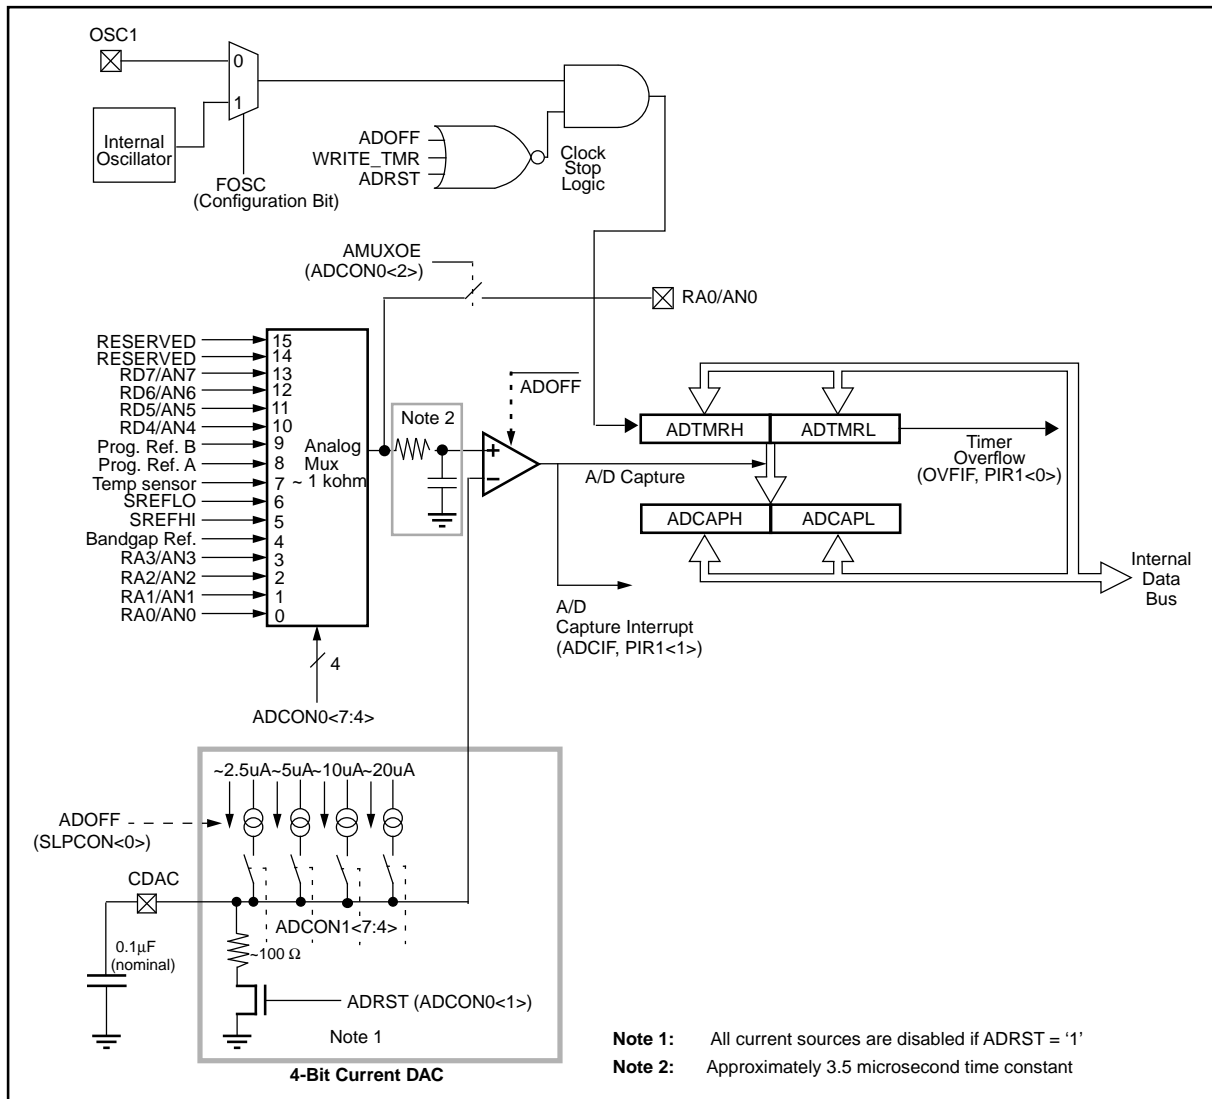 OSC1
0
1
Internal
Oscillator
FOSC
(Configuration Bit)
ADOFF
WRITE_TMR
ADRST
Clock
Stop
Logic
AMUXOE
(ADCON0<2>)
RA0/AN0
RESERVED 15
RESERVED 14
RD7/AN7 13
RD6/AN6 12
RD5/AN5 11
RD4/AN4 10
Prog. Ref. B 9
Prog. Ref. A 8
Temp sensor 7
SREFLO 6
SREFHI 5
Bandgap Ref. 4
RA3/AN3 3
RA2/AN2 2
RA1/AN1 1
RA0/AN0 0
Analog
Mux
~ 1 kohm
Note 2
ADOFF
+
−
A/D Capture
ADTMRH
ADTMRL
Timer
Overflow
(OVFIF, PIR1<0>)
ADCAPH
ADCAPL
Internal
Data
Bus
A/D
Capture Interrupt
(ADCIF, PIR1<1>)
4
ADCON0<7:4>
~2.5uA ~5uA ~10uA ~20uA
ADOFF
(SLPCON<0>)
CDAC
ADCON1<7:4>
0.1µF
(nominal)
~100 Ω
ADRST (ADCON0<1>)
Note 1
4-Bit Current DAC
Note 1: All current sources are disabled if ADRST = ‘1’
Note 2: Approximately 3.5 microsecond time constant